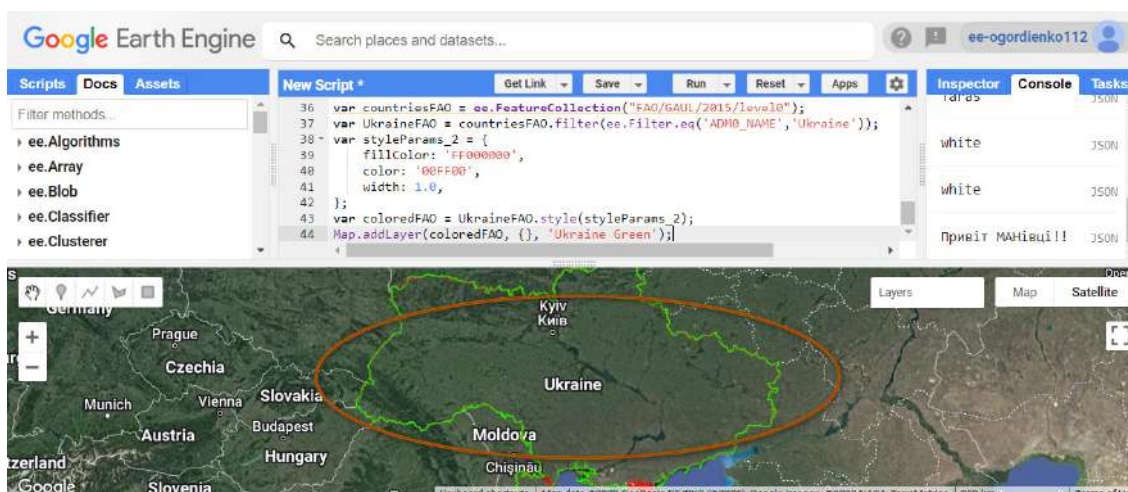 Google Earth Engine
Search places and datasets...
ee-ogordienko112
Scripts Docs Assets
New Script *
Get Link Save Run Reset Apps
Inspector Console Tasks
Filter methods...
ee.Algorithms
ee.Array
ee.Blob
ee.Classifier
ee.Clusterer
36 var countriesFAO = ee.FeatureCollection("FAO/GAUL/2015/level0");
37 var UkraineFAO = countriesFAO.filter(ee.Filter.eq('ADM0_NAME','Ukraine'));
38 var styleParams_2 = {
39 fillColor: 'FF000000',
40 color: '00FF00',
41 width: 1.0,
42 };
43 var coloredFAO = UkraineFAO.style(styleParams_2);
44 Map.addLayer(coloredFAO, {}, 'Ukraine Green');
Taras JSON
white JSON
white JSON
Привіт МАНівці!! JSON
Layers
Map Satellite
Germany
Prague
Czechia
Munich
Vienna
Slovakia
Austria
Budapest
Hungary
Slovenia
Kyiv
Київ
Ukraine
Moldova
Chișinău
Google